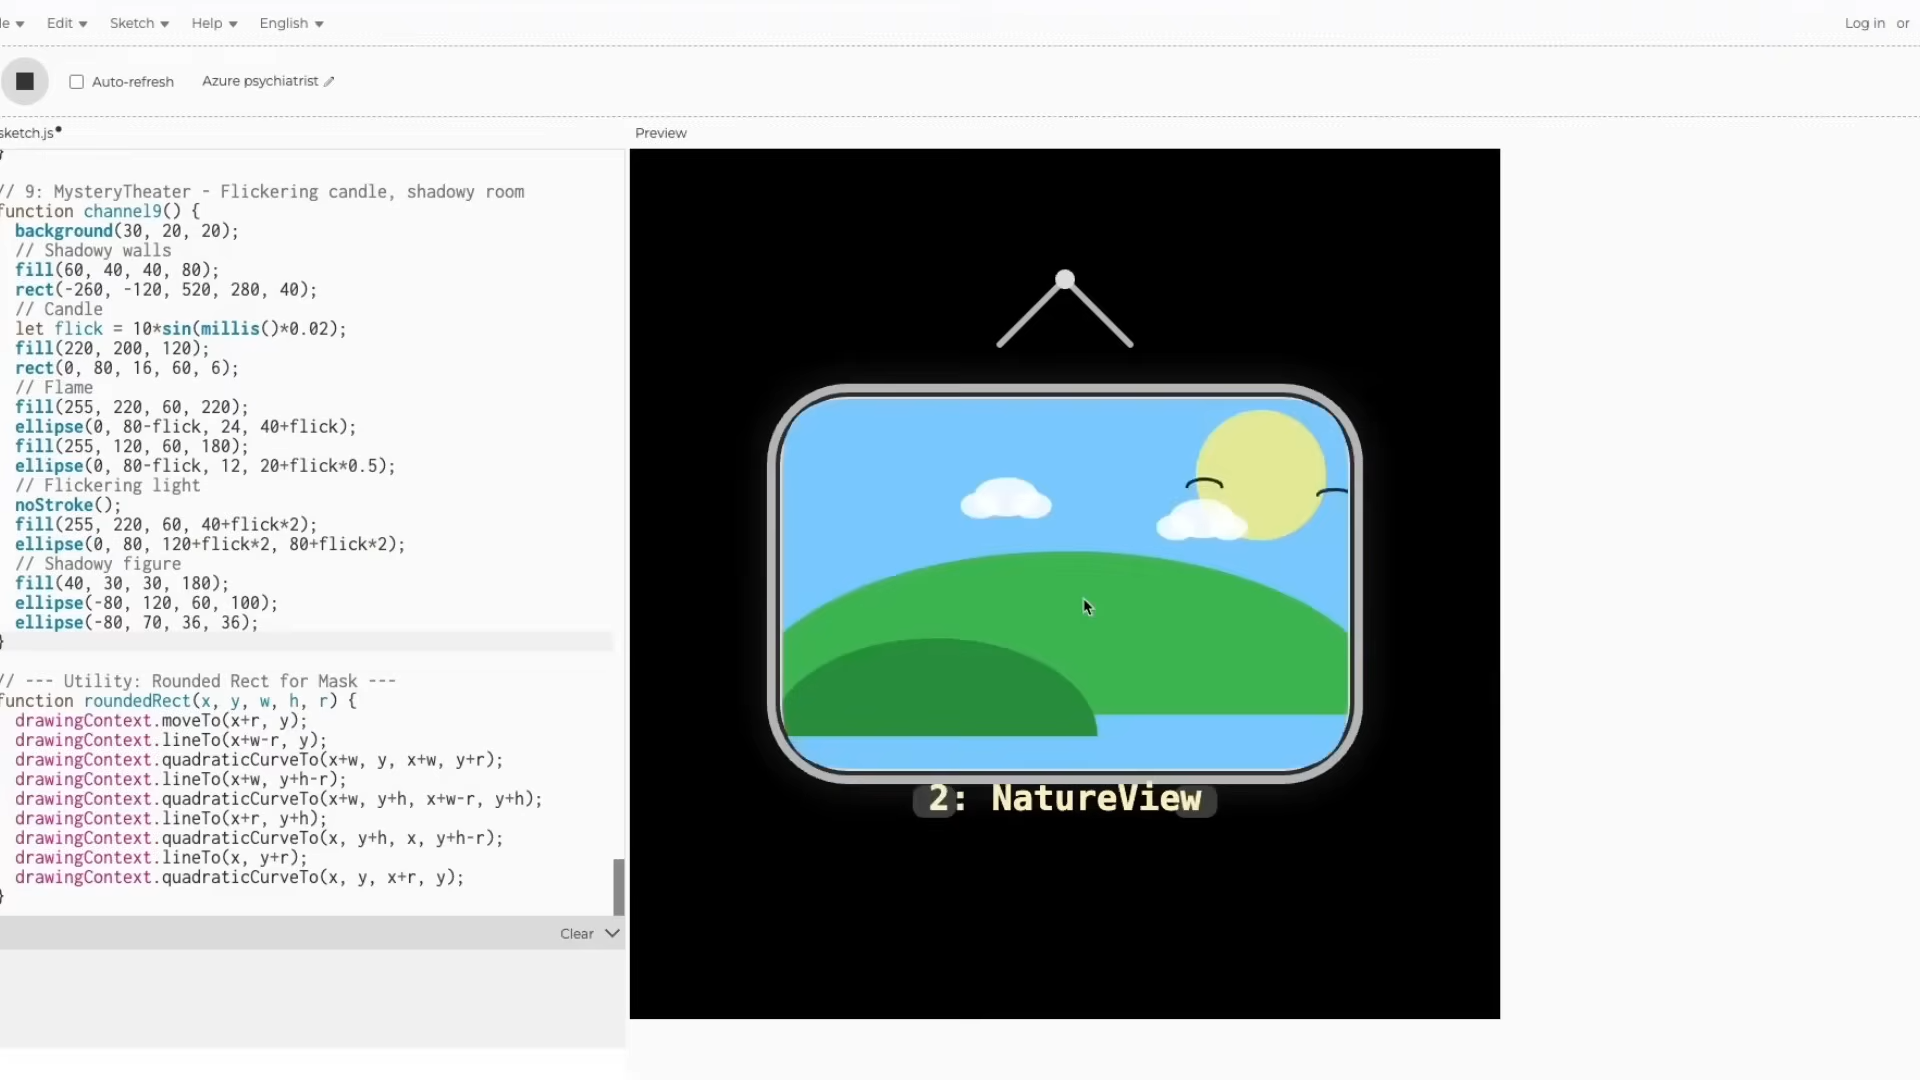 Edit
Sketch
Help
English
Log in or
Auto-refresh
Azure psychiatrist
sketch.js
Preview
}
// 9: MysteryTheater - Flickering candle, shadowy room
function channel9() {
background(30, 20, 20);
// Shadowy walls
fill(60, 40, 40, 80);
rect(-260, -120, 520, 280, 40);
// Candle
let flick = 10*sin(millis()*0.02);
fill(220, 200, 120);
rect(0, 80, 16, 60, 6);
// Flame
fill(255, 220, 60, 220);
ellipse(0, 80-flick, 24, 40+flick);
fill(255, 120, 60, 180);
ellipse(0, 80-flick, 12, 20+flick*0.5);
// Flickering light
noStroke();
fill(255, 220, 60, 40+flick*2);
ellipse(0, 80, 120+flick*2, 80+flick*2);
// Shadowy figure
fill(40, 30, 30, 180);
ellipse(-80, 120, 60, 100);
ellipse(-80, 70, 36, 36);
}
// --- Utility: Rounded Rect for Mask ---
function roundedRect(x, y, w, h, r) {
drawingContext.moveTo(x+r, y);
drawingContext.lineTo(x+w-r, y);
drawingContext.quadraticCurveTo(x+w, y, x+w, y+r);
drawingContext.lineTo(x+w, y+h-r);
drawingContext.quadraticCurveTo(x+w, y+h, x+w-r, y+h);
drawingContext.lineTo(x+r, y+h);
drawingContext.quadraticCurveTo(x, y+h, x, y+h-r);
drawingContext.lineTo(x, y+r);
drawingContext.quadraticCurveTo(x, y, x+r, y);
}
Clear
2: NatureView